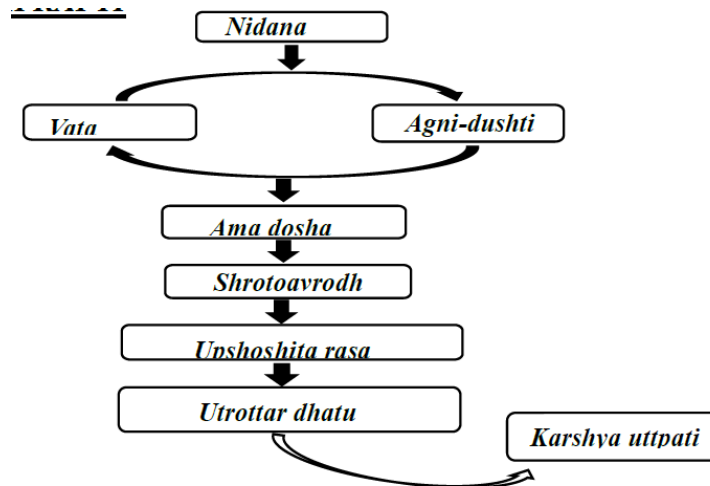 Nidana
Vata
Agni-dushti
Ama dosha
Shrotoavrodh
Upshoshita rasa
Utrottar dhatu
Karshya uttpati